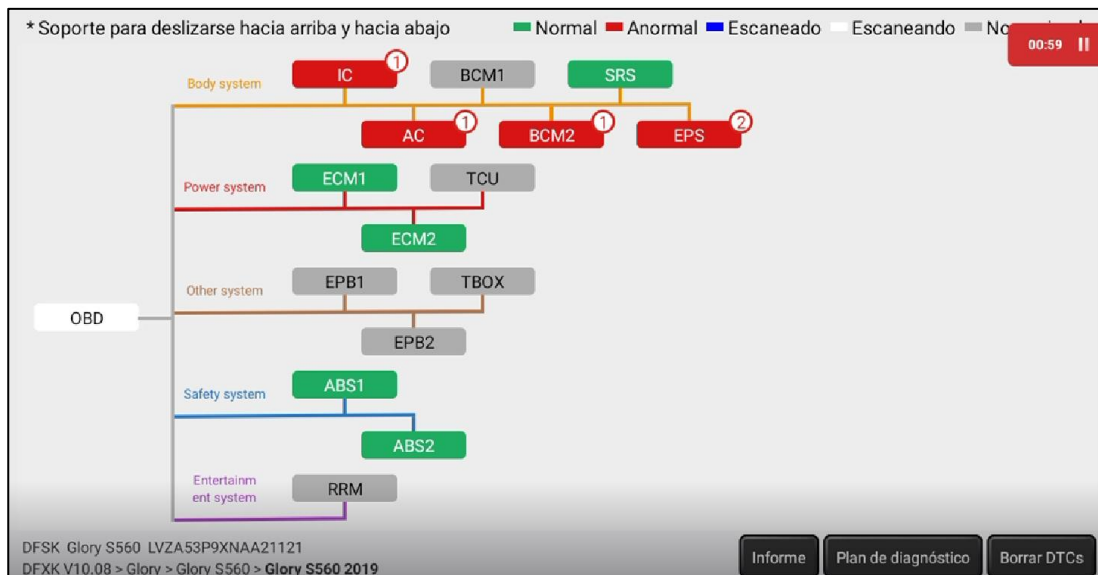 * Soporte para deslizarse hacia arriba y hacia abajo
Normal Anormal Escaneado Escaneando
00:59
Body system
IC 1
BCM1
SRS
AC 1
BCM2 1
EPS 2
Power system
ECM1
TCU
ECM2
Other system
EPB1
TBOX
EPB2
OBD
Safety system
ABS1
ABS2
Entertainm
ent system
RRM
DFSK Glory S560 LVZA53P9XNAA21121
DFXK V10.08 > Glory > Glory S560 > Glory S560 2019
Informe
Plan de diagnóstico
Borrar DTCs